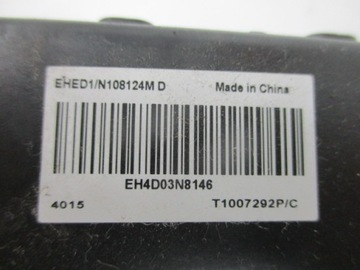 EHED1/N108124M D Made in China
EH4D03N8146
4015 T1007292P/C